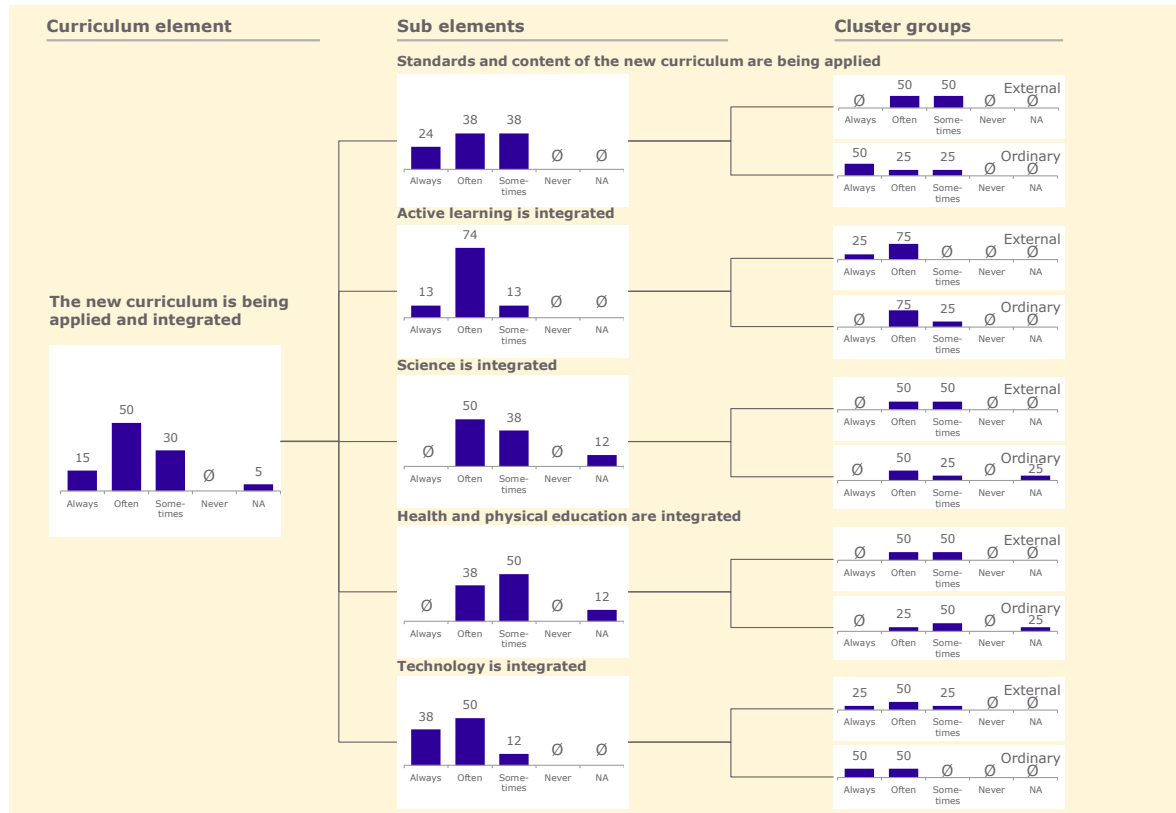 Curriculum element
Sub elements
Cluster groups
The new curriculum is being
applied and integrated
15 50 30 Ø 5
Always Often Some-
times Never NA
Standards and content of the new curriculum are being applied
24 38 38 Ø Ø
Always Often Some-
times Never NA
External
Ø 50 50 Ø Ø
Always Often Some-
times Never NA
Ordinary
50 25 25 Ø Ø
Always Often Some-
times Never NA
Active learning is integrated
13 74 13 Ø Ø
Always Often Some-
times Never NA
External
25 75 Ø Ø Ø
Always Often Some-
times Never NA
Ordinary
Ø 75 25 Ø Ø
Always Often Some-
times Never NA
Science is integrated
Ø 50 38 Ø 12
Always Often Some-
times Never NA
External
Ø 50 50 Ø Ø
Always Often Some-
times Never NA
Ordinary
Ø 50 25 Ø 25
Always Often Some-
times Never NA
Health and physical education are integrated
Ø 38 50 Ø 12
Always Often Some-
times Never NA
External
Ø 50 50 Ø Ø
Always Often Some-
times Never NA
Ordinary
Ø 25 50 Ø 25
Always Often Some-
times Never NA
Technology is integrated
38 50 12 Ø Ø
Always Often Some-
times Never NA
External
25 50 25 Ø Ø
Always Often Some-
times Never NA
Ordinary
50 50 Ø Ø Ø
Always Often Some-
times Never NA